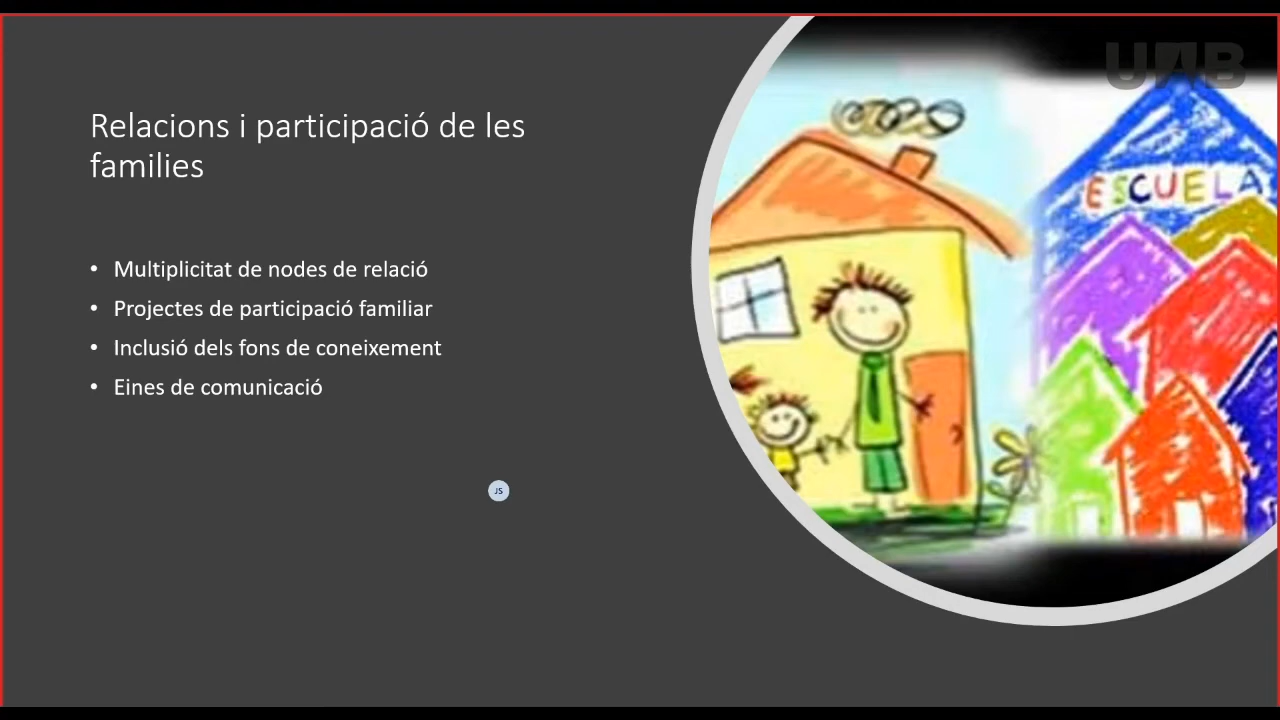 UAB
ESCUELA
Relacions i participació de les
families
• Multiplicitat de nodes de relació
• Projectes de participació familiar
• Inclusió dels fons de coneixement
• Eines de comunicació
JS